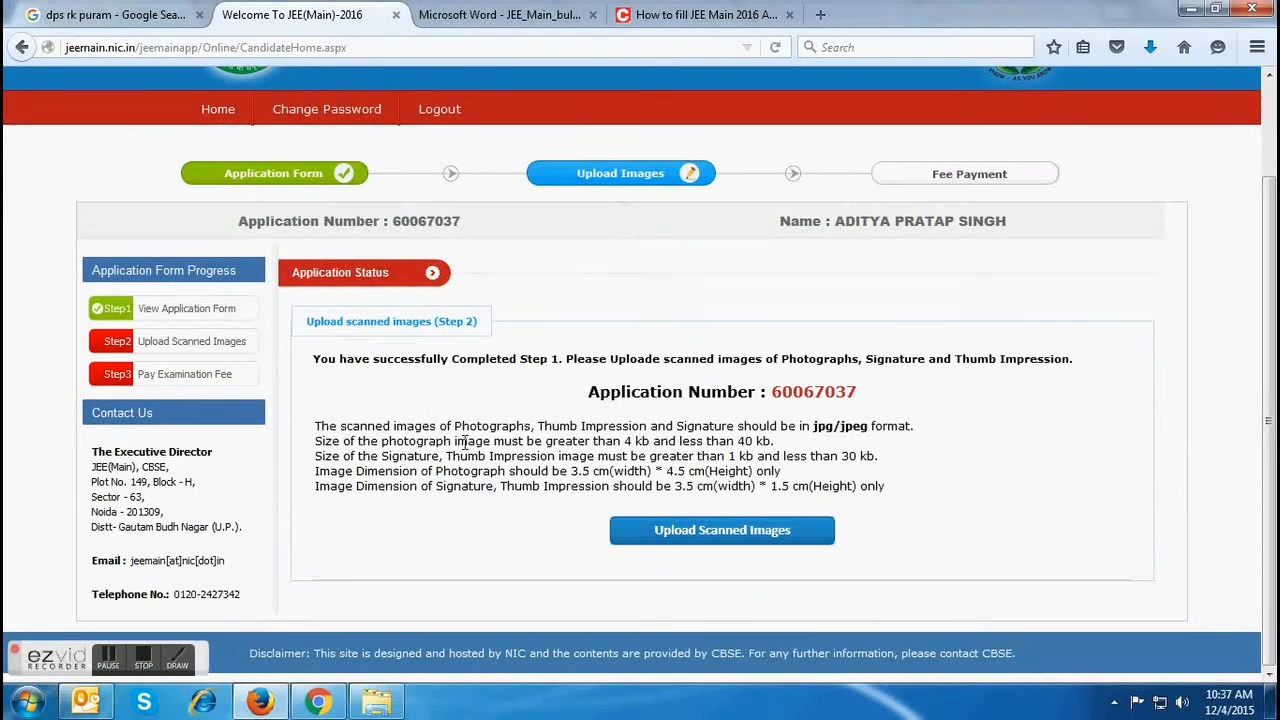 dps rk puram - Google Sea...
Welcome To JEE(Main)-2016
Microsoft Word - JEE_Main_bul...
How to fill JEE Main 2016 A...
jeemain.nic.in/jeemainapp/Online/CandidateHome.aspx
Search
KNOW - AS YOU SOW
Home
Change Password
Logout
Application Form
Upload Images
Fee Payment
Application Number : 60067037
Name : ADITYA PRATAP SINGH
Application Form Progress
Step1 View Application Form
Step2 Upload Scanned Images
Step3 Pay Examination Fee
Contact Us
The Executive Director
JEE(Main), CBSE,
Plot No. 149, Block - H,
Sector - 63,
Noida - 201309,
Distt- Gautam Budh Nagar (U.P.).
Email : jeemain[at]nic[dot]in
Telephone No.: 0120-2427342
Application Status
Upload scanned images (Step 2)
You have successfully Completed Step 1. Please Uploade scanned images of Photographs, Signature and Thumb Impression.
Application Number : 60067037
The scanned images of Photographs, Thumb Impression and Signature should be in jpg/jpeg format.
Size of the photograph image must be greater than 4 kb and less than 40 kb.
Size of the Signature, Thumb Impression image must be greater than 1 kb and less than 30 kb.
Image Dimension of Photograph should be 3.5 cm(width) * 4.5 cm(Height) only
Image Dimension of Signature, Thumb Impression should be 3.5 cm(width) * 1.5 cm(Height) only
Upload Scanned Images
Disclaimer: This site is designed and hosted by NIC and the contents are provided by CBSE. For any further information, please contact CBSE.
ezvid
RECORDER
PAUSE
STOP
DRAW
10:37 AM
12/4/2015